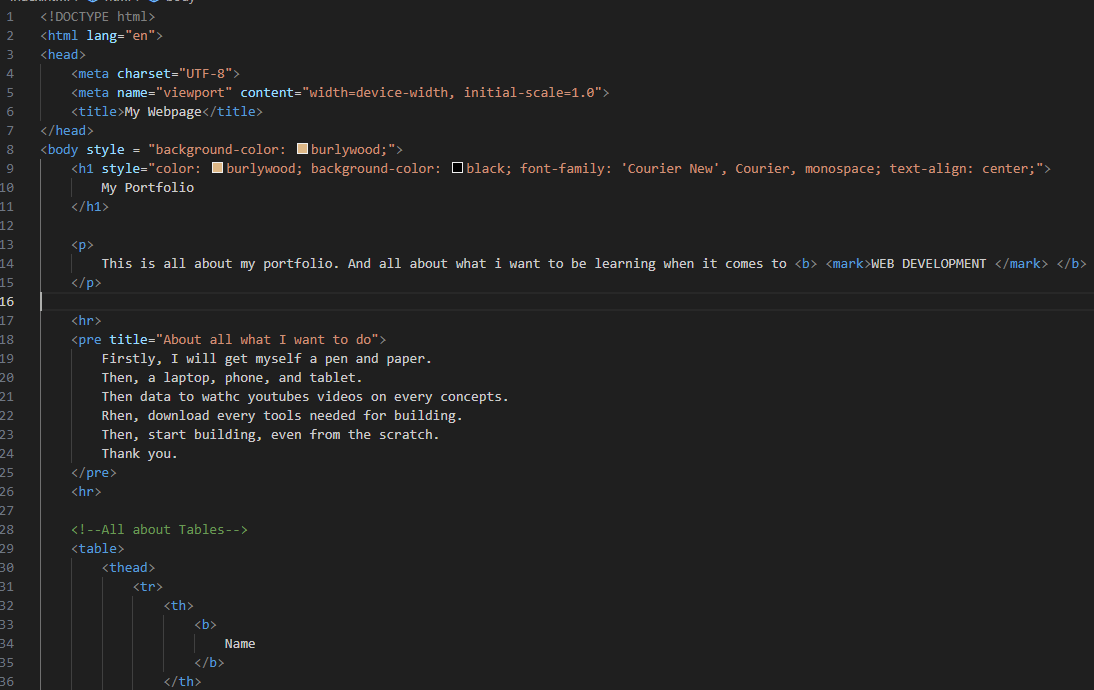 1 <!DOCTYPE html>
2 <html lang="en">
3 <head>
4     <meta charset="UTF-8">
5     <meta name="viewport" content="width=device-width, initial-scale=1.0">
6     <title>My Webpage</title>
7 </head>
8 <body style = "background-color: burlywood;">
9     <h1 style="color: burlywood; background-color: black; font-family: 'Courier New', Courier, monospace; text-align: center;">
10         My Portfolio
11     </h1>
12
13     <p>
14         This is all about my portfolio. And all about what i want to be learning when it comes to <b> <mark>WEB DEVELOPMENT </mark> </b>
15     </p>
16
17     <hr>
18     <pre title="About all what I want to do">
19         Firstly, I will get myself a pen and paper.
20         Then, a laptop, phone, and tablet.
21         Then data to wathc youtubes videos on every concepts.
22         Rhen, download every tools needed for building.
23         Then, start building, even from the scratch.
24         Thank you.
25     </pre>
26     <hr>
27
28     <!--All about Tables-->
29     <table>
30         <thead>
31             <tr>
32                 <th>
33                     <b>
34                         Name
35                     </b>
36                 </th>